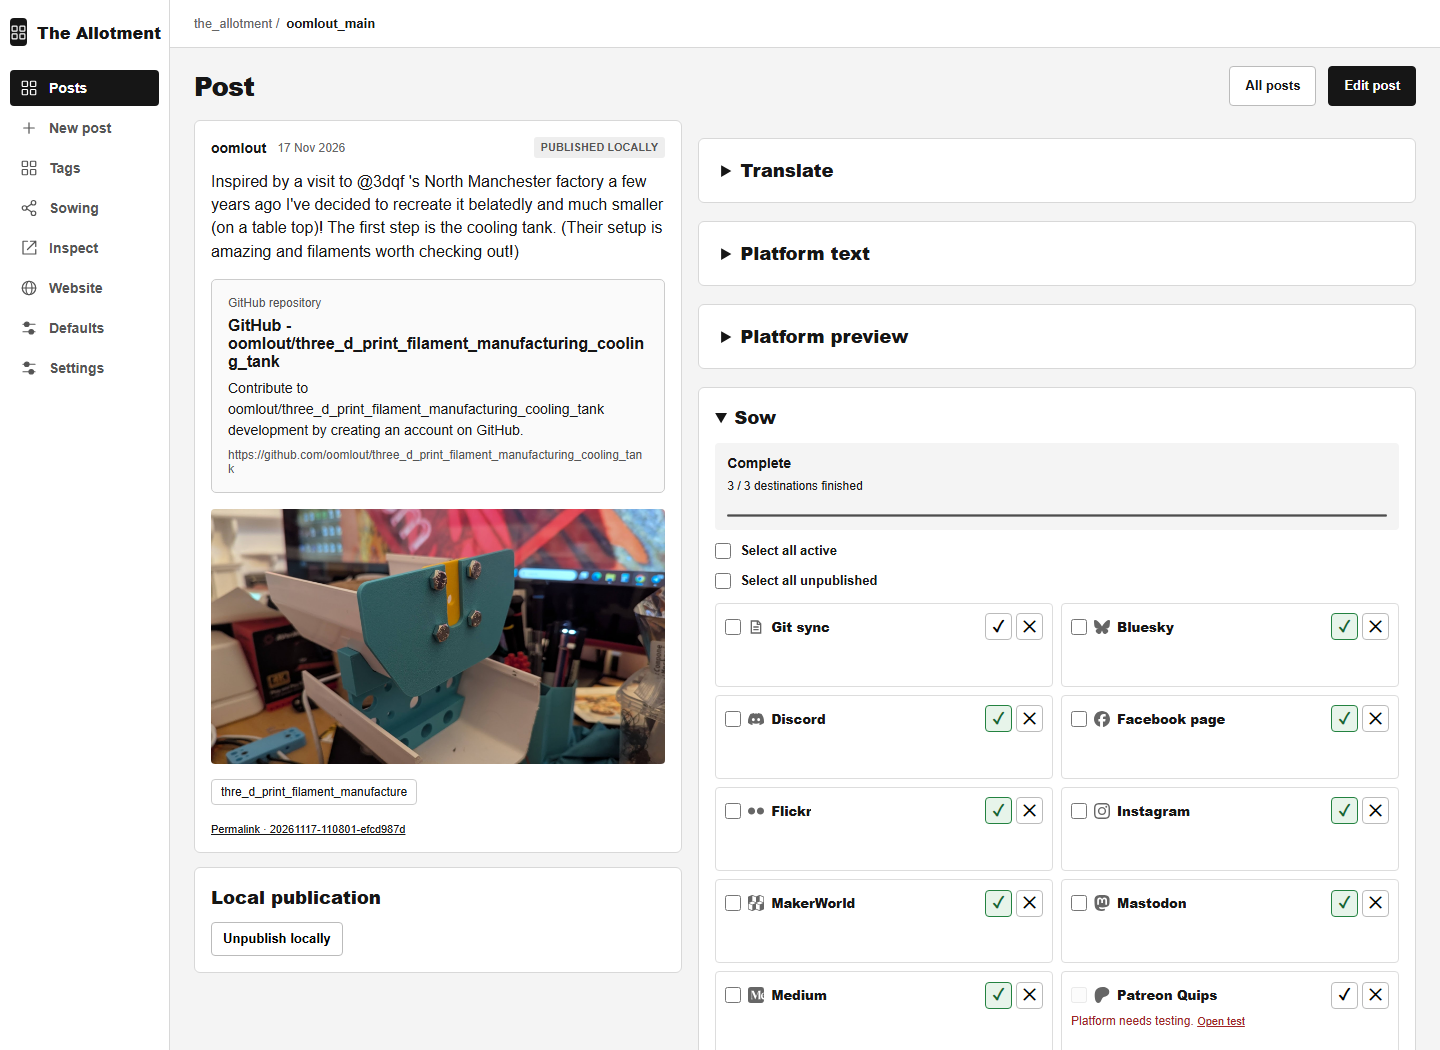 The Allotment
Posts
New post
Tags
Sowing
Inspect
Website
Defaults
Settings
the_allotment / oomlout_main
Post
All posts
Edit post
oomlout 17 Nov 2026
PUBLISHED LOCALLY
Inspired by a visit to @3dqf 's North Manchester factory a few
years ago I've decided to recreate it belatedly and much smaller
(on a table top)! The first step is the cooling tank. (Their setup is
amazing and filaments worth checking out!)
GitHub repository
GitHub -
oomlout/three_d_print_filament_manufacturing_coolin
g_tank
Contribute to
oomlout/three_d_print_filament_manufacturing_cooling_tank
development by creating an account on GitHub.
https://github.com/oomlout/three_d_print_filament_manufacturing_cooling_tan
k
thre_d_print_filament_manufacture
Permalink · 20261117-110801-efcd987d
Local publication
Unpublish locally
Translate
Platform text
Platform preview
Sow
Complete
3 / 3 destinations finished
Select all active
Select all unpublished
Git sync
Bluesky
Discord
Facebook page
Flickr
Instagram
MakerWorld
Mastodon
Medium
Patreon Quips
Platform needs testing. Open test